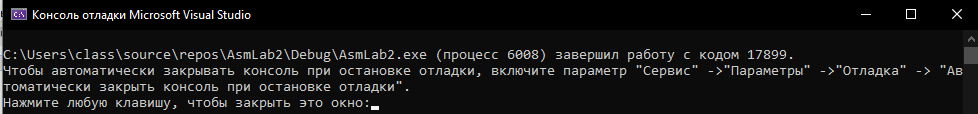 Консоль отладки Microsoft Visual Studio
C:\Users\class\source\repos\AsmLab2\Debug\AsmLab2.exe (процесс 6008) завершил работу с кодом 17899.
Чтобы автоматически закрывать консоль при остановке отладки, включите параметр "Сервис" ->"Параметры" ->"Отладка" -> "Ав
томатически закрыть консоль при остановке отладки".
Нажмите любую клавишу, чтобы закрыть это окно: